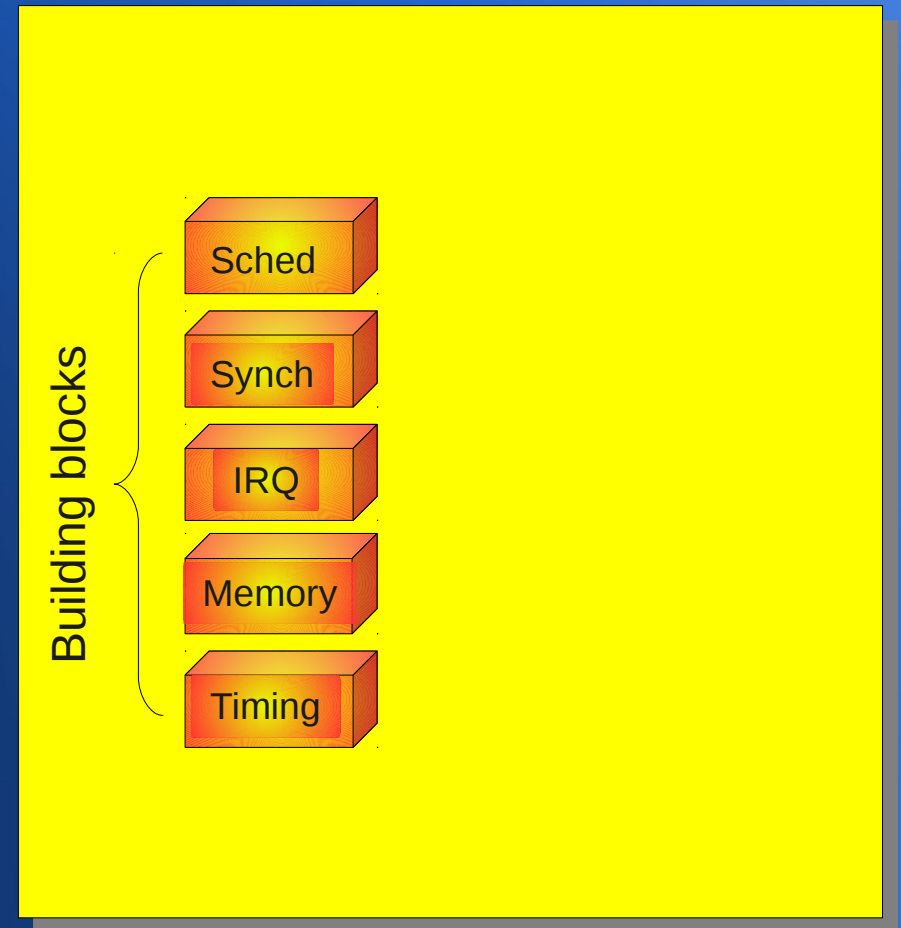 Building blocks
Sched
Synch
IRQ
Memory
Timing